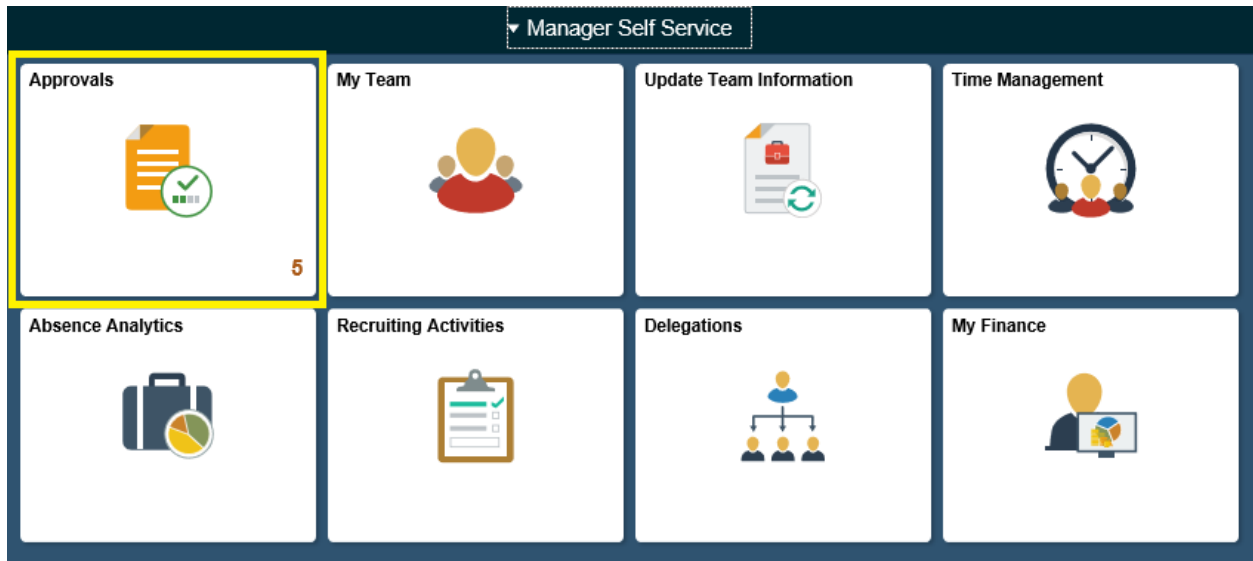 Manager Self Service
Approvals
My Team
Update Team Information
Time Management
5
Absence Analytics
Recruiting Activities
Delegations
My Finance